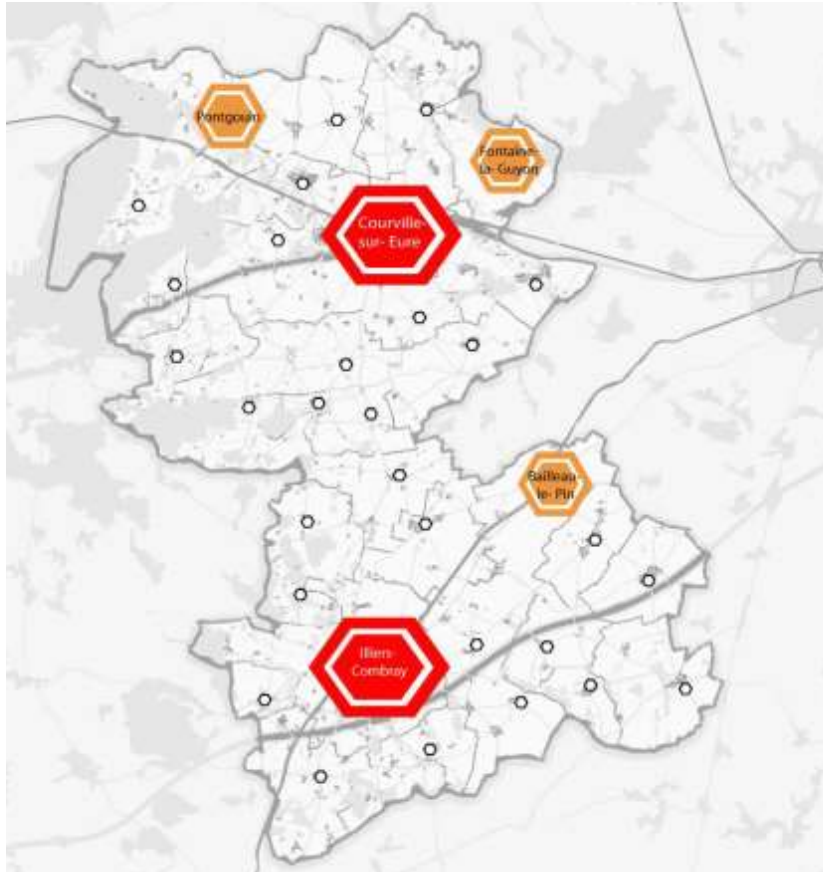 Pontgouin
Fontaine-
la- Guyon
Courville-
sur- Eure
Bailleau-
le- Pin
Illiers-
Combray